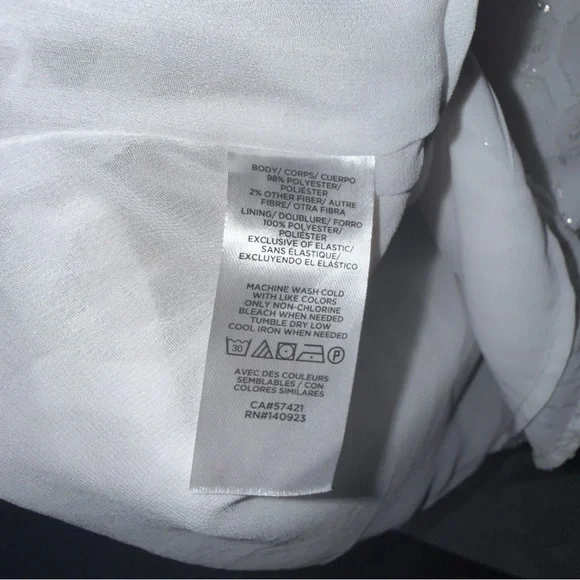 BODY/ CORPS/ CUERPO
98% POLYESTER/
POLIÉSTER
2% OTHER FIBER/ AUTRE
FIBRE/ OTRA FIBRA
LINING/ DOUBLURE/ FORRO
100% POLYESTER/
POLIÉSTER
EXCLUSIVE OF ELASTIC/
SANS ÉLASTIQUE/
EXCLUYENDO EL ELÁSTICO
MACHINE WASH COLD
WITH LIKE COLORS
ONLY NON-CHLORINE
BLEACH WHEN NEEDED
TUMBLE DRY LOW
COOL IRON WHEN NEEDED
30 P
AVEC DES COULEURS
SEMBLABLES / CON
COLORES SIMILARES
CA#57421
RN#140923